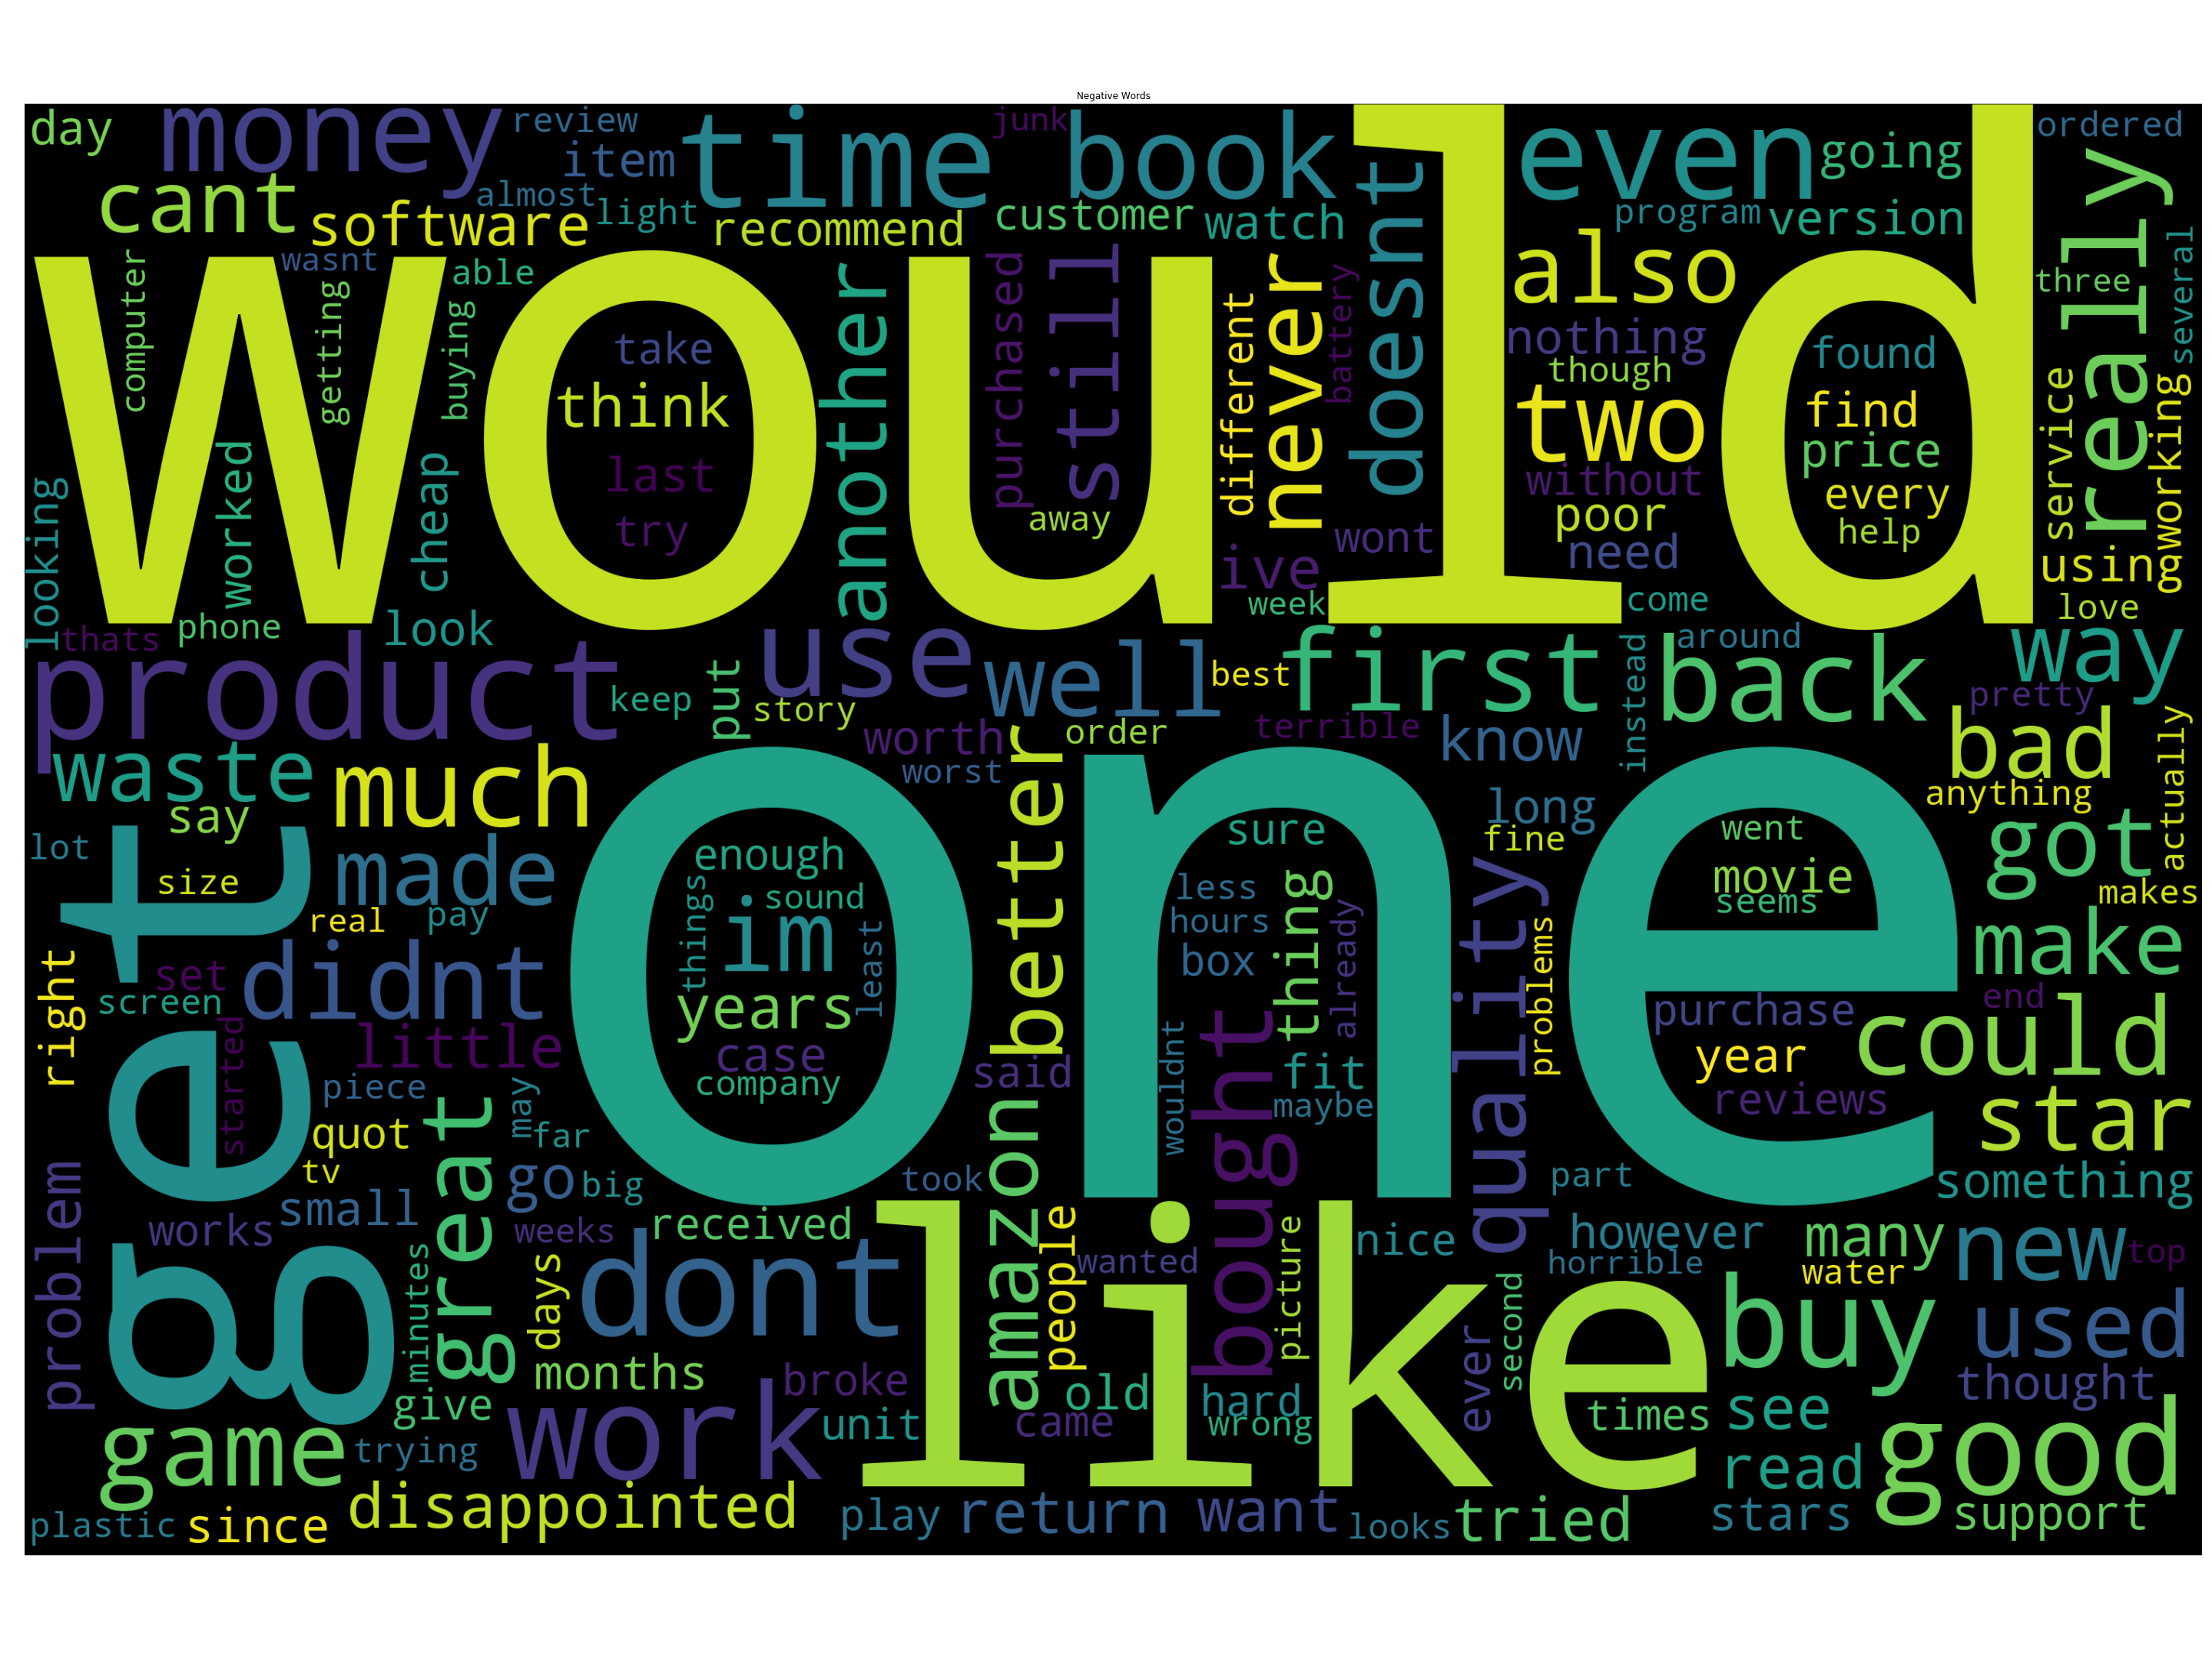 Negative Words
day
money
review
item
time
junk
book
even
going
ordered
cant
software
almost
light
recommend
customer
watch
doesnt
program
version
really
several
would
computer
wasnt
getting
able
buying
another
purchased
still
different
never
battery
also
nothing
though
two
three
found
find
price
every
help
service
working
take
think
last
try
away
without
poor
need
wont
ive
week
come
using
love
looking
worked
cheap
thats
phone
look
product
keep
put
use
story
well
best
first
order
terrible
worth
worst
back
around
instead
way
pretty
know
bad
anything
actually
waste
say
much
made
lot
size
real
pay
get
better
one
enough
sound
things
im
least
years
case
company
sure
less
hours
box
thing
already
long
fine
quality
problems
went
movie
seems
purchase
year
reviews
got
makes
make
end
could
star
something
right
set
screen
didnt
started
little
piece
quot
tv
great
may
far
go
big
small
works
problem
weeks
minutes
days
said
amazon
wouldnt
bought
fit
maybe
took
received
people
wanted
picture
nice
part
however
horrible
many
water
new
top
dont
like
months
give
broke
work
unit
old
came
hard
wrong
ever
second
times
buy
used
thought
see
read
good
game
trying
disappointed
since
plastic
play
return
want
looks
tried
stars
support